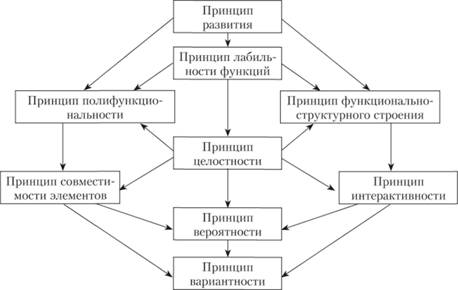 Принцип
развития
Принцип лабиль-
ности функций
Принцип полифункцио-
нальности
Принцип функционально-
структурного строения
Принцип
целостности
Принцип совмести-
мости элементов
Принцип
интерактивности
Принцип
вероятности
Принцип
вариантности